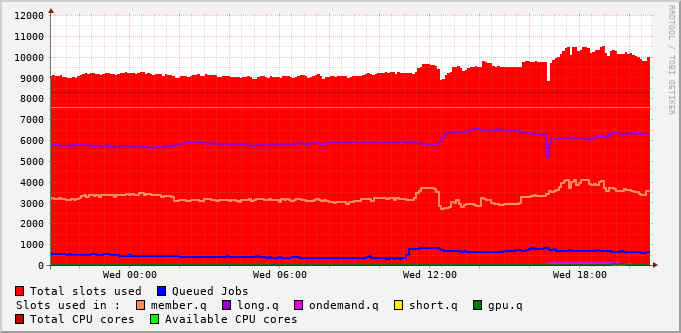 12000
11000
10000
9000
8000
7000
6000
5000
4000
3000
2000
1000
0
Wed 00:00 Wed 06:00 Wed 12:00 Wed 18:00
Total slots used Queued Jobs
Slots used in : member.q long.q ondemand.q short.q gpu.q
Total CPU cores Available CPU cores
RRDTOOL / TOBI OETIKER